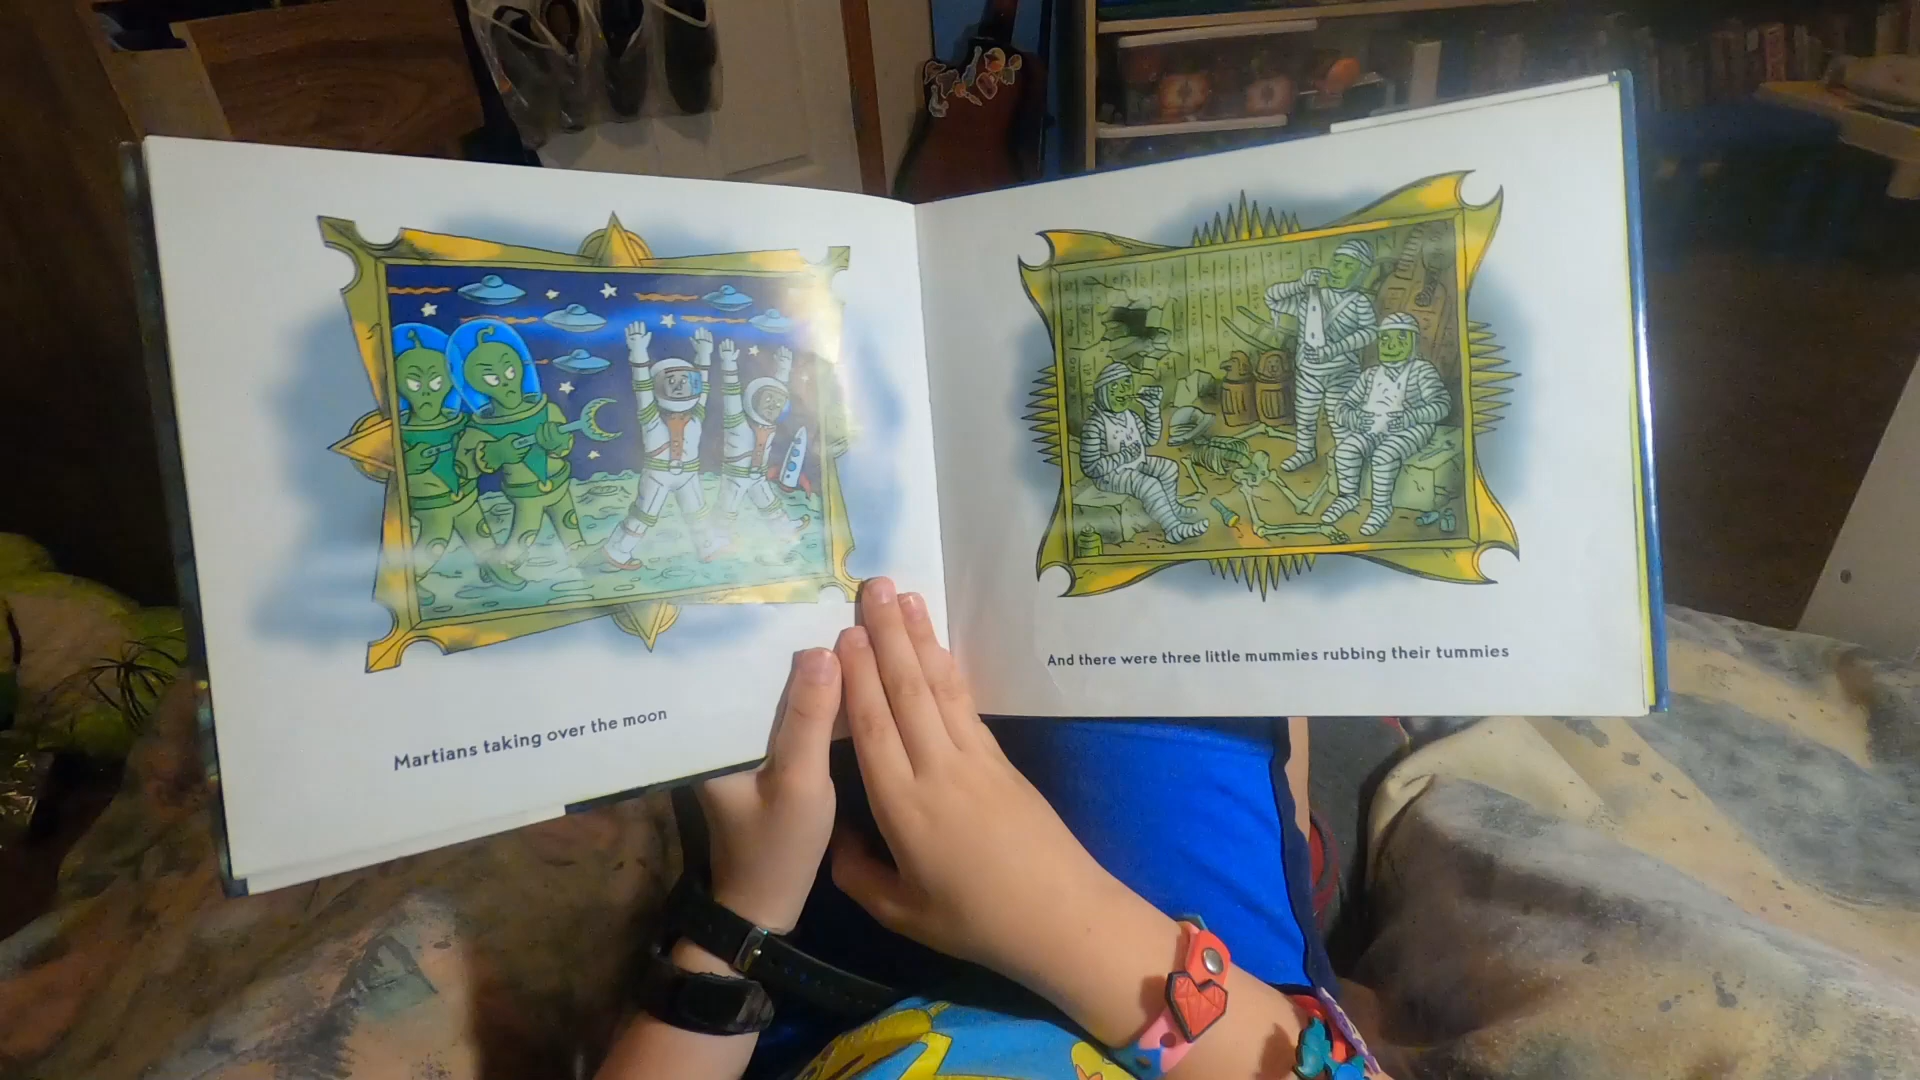 Martians taking over the moon
And there were three little mummies rubbing their tummies